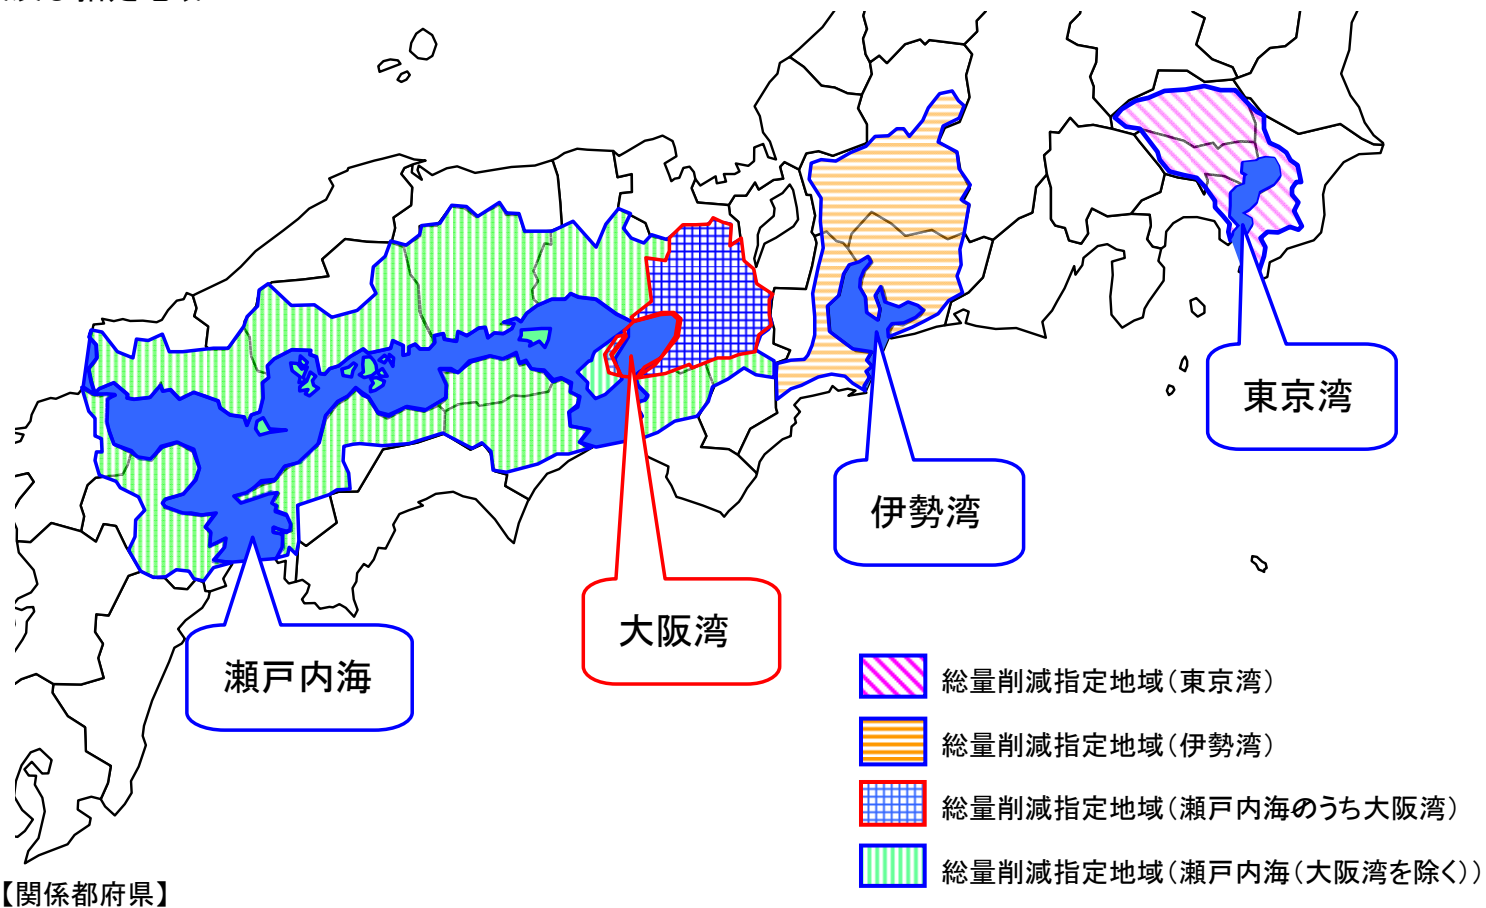 東京湾
伊勢湾
大阪湾
瀬戸内海
総量削減指定地域(東京湾)
総量削減指定地域(伊勢湾)
総量削減指定地域(瀬戸内海のうち大阪湾)
総量削減指定地域(瀬戸内海(大阪湾を除く))
【関係都府県】